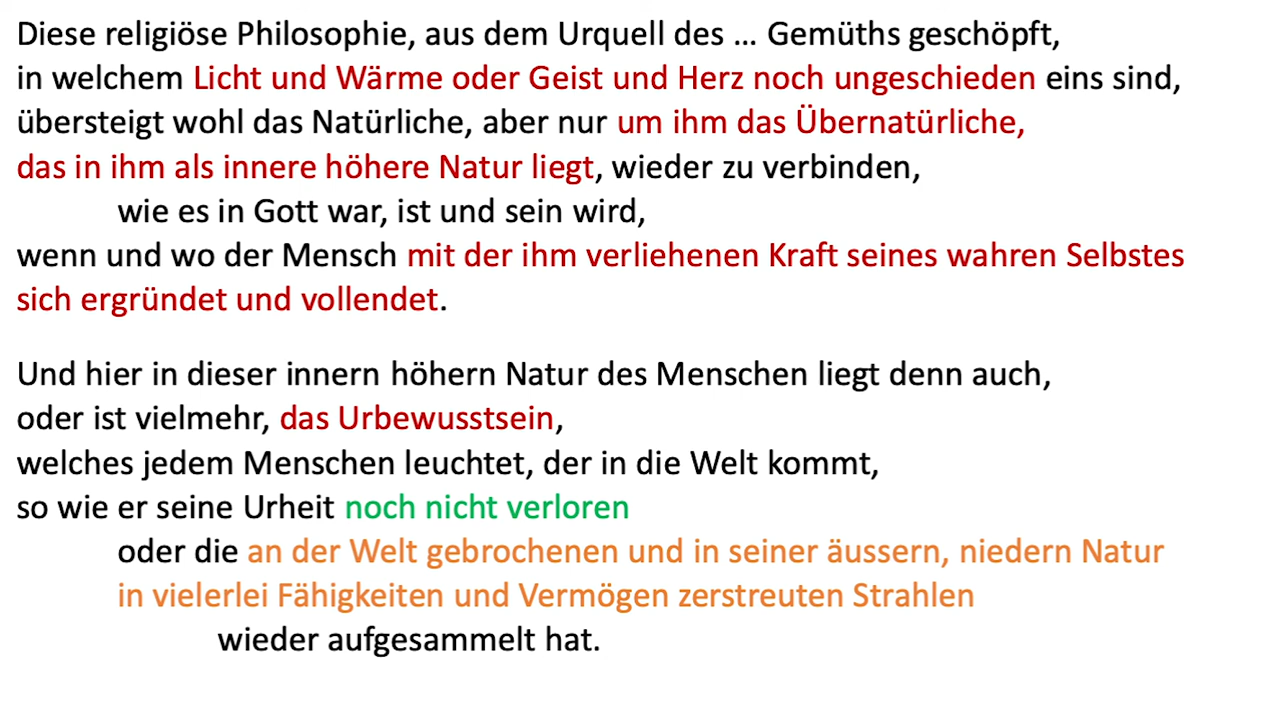 Diese religiöse Philosophie, aus dem Urquell des … Gemüths geschöpft,
in welchem Licht und Wärme oder Geist und Herz noch ungeschieden eins sind,
übersteigt wohl das Natürliche, aber nur um ihm das Übernatürliche,
das in ihm als innere höhere Natur liegt, wieder zu verbinden,
wie es in Gott war, ist und sein wird,
wenn und wo der Mensch mit der ihm verliehenen Kraft seines wahren Selbstes
sich ergründet und vollendet.
Und hier in dieser innern höhern Natur des Menschen liegt denn auch,
oder ist vielmehr, das Urbewusstsein,
welches jedem Menschen leuchtet, der in die Welt kommt,
so wie er seine Urheit noch nicht verloren
oder die an der Welt gebrochenen und in seiner äussern, niedern Natur
in vielerlei Fähigkeiten und Vermögen zerstreuten Strahlen
wieder aufgesammelt hat.